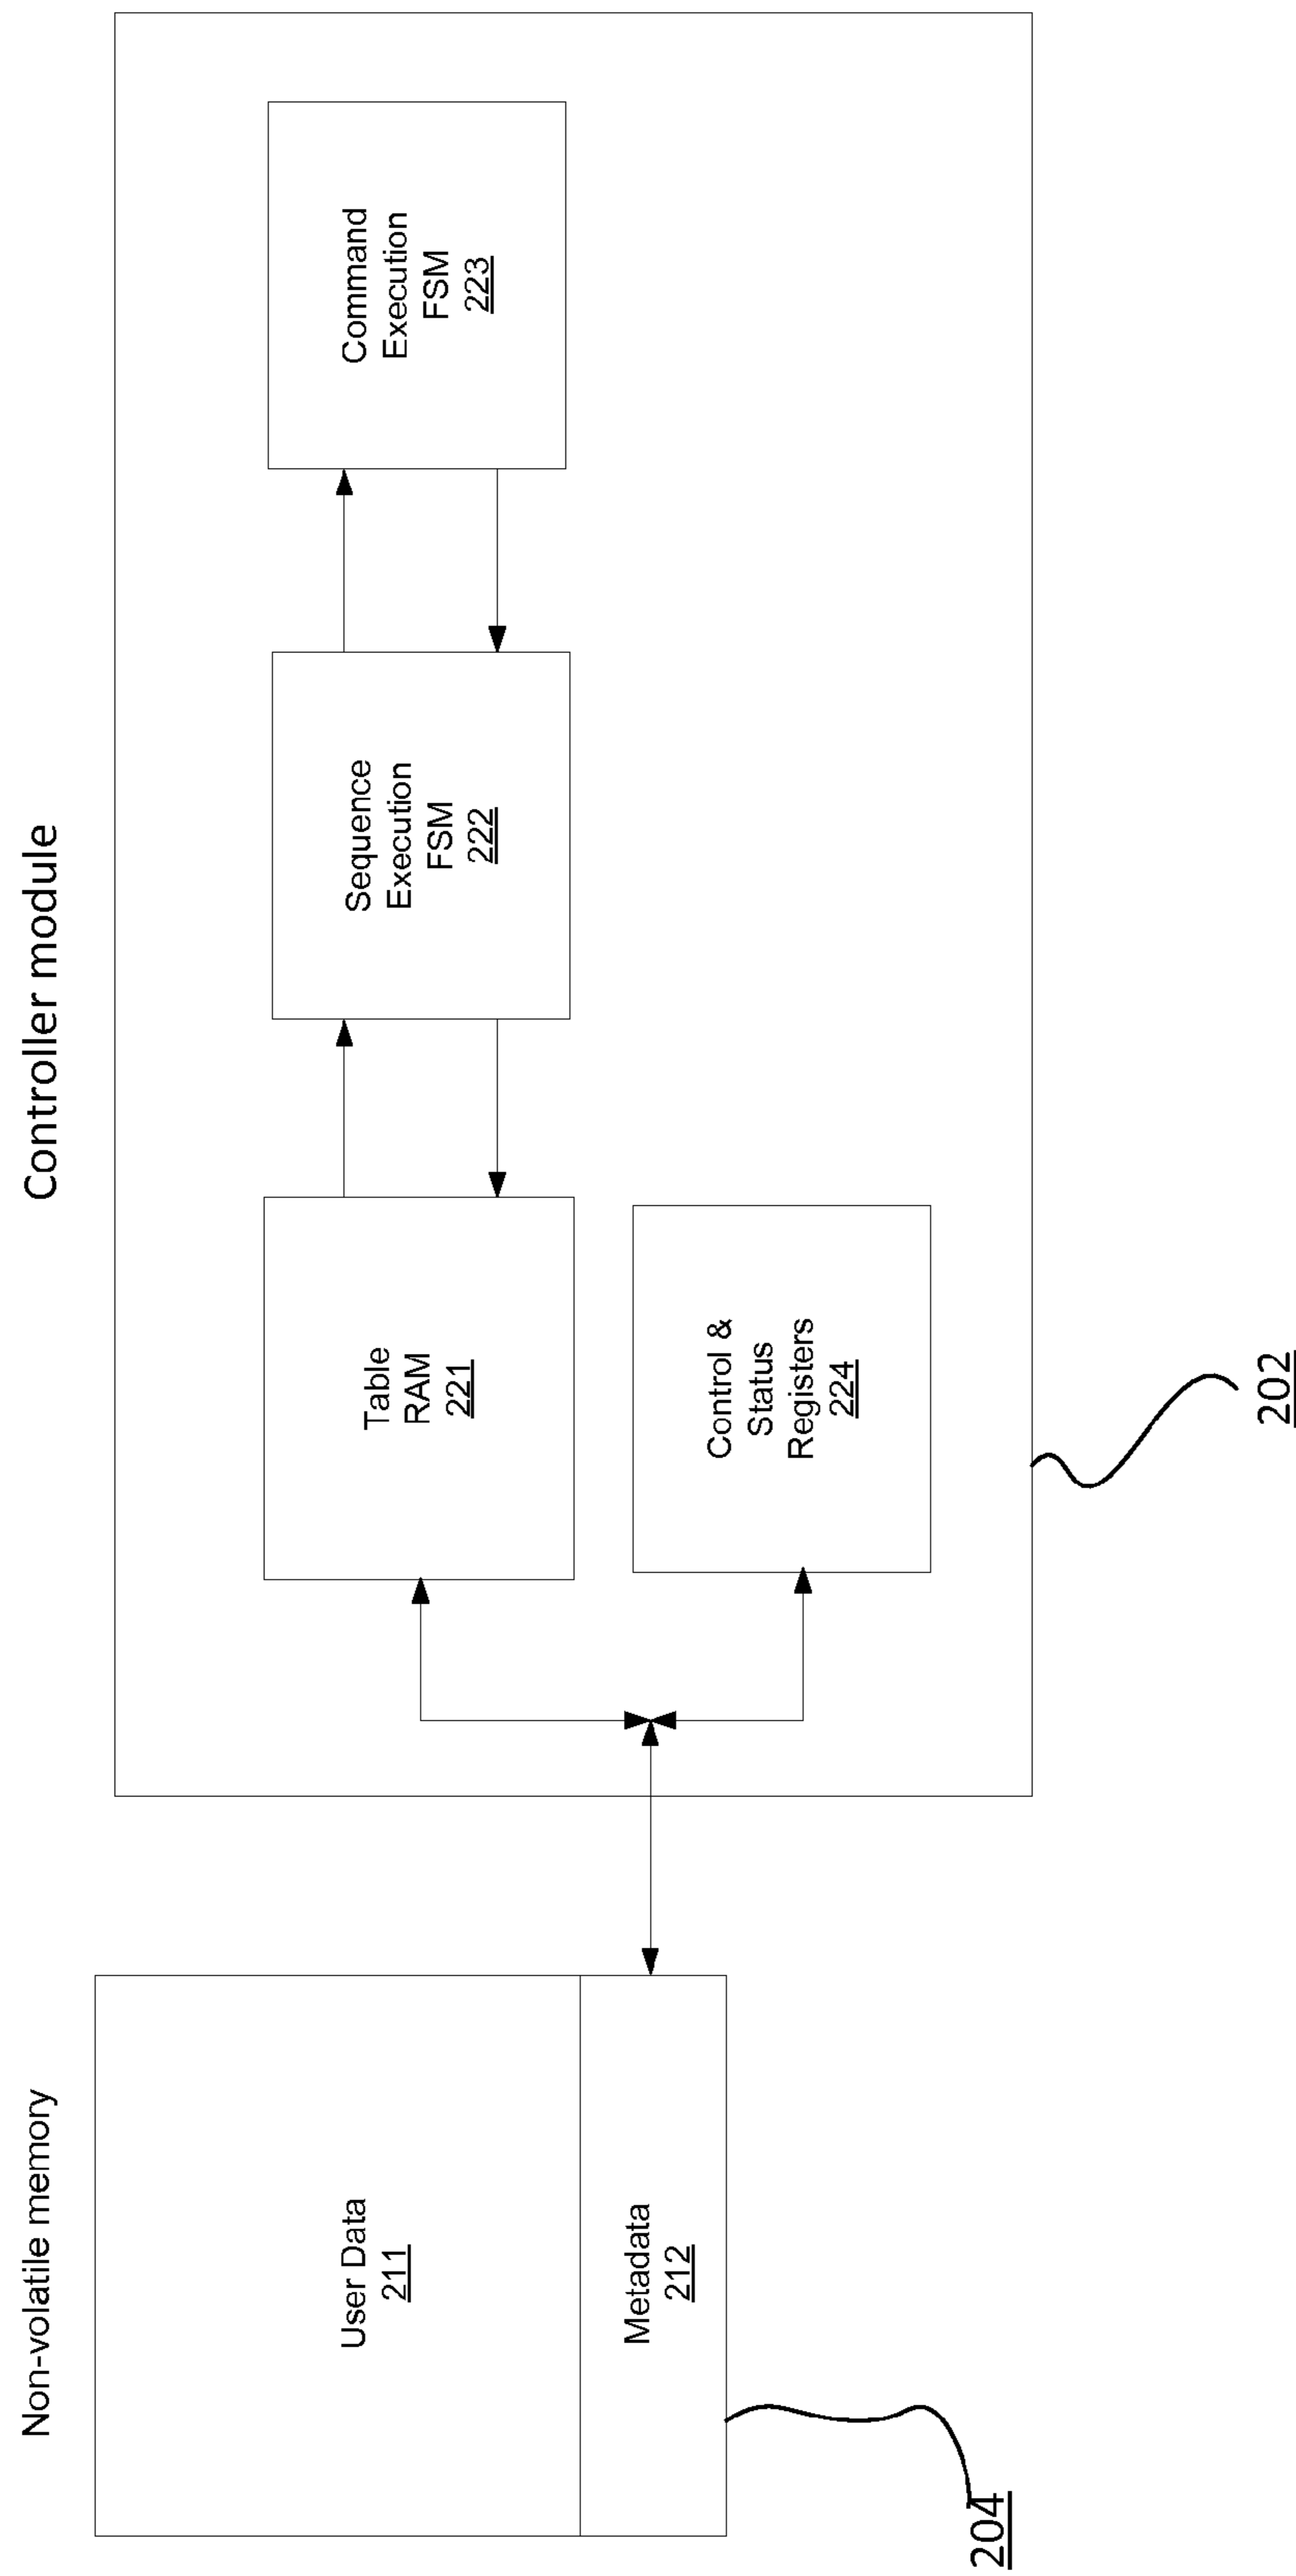 Non-volatile memory
Controller module
User Data
211
Metadata
212
Table
RAM
221
Sequence
Execution
FSM
222
Command
Execution
FSM
223
Control &
Status
Registers
224
204
202